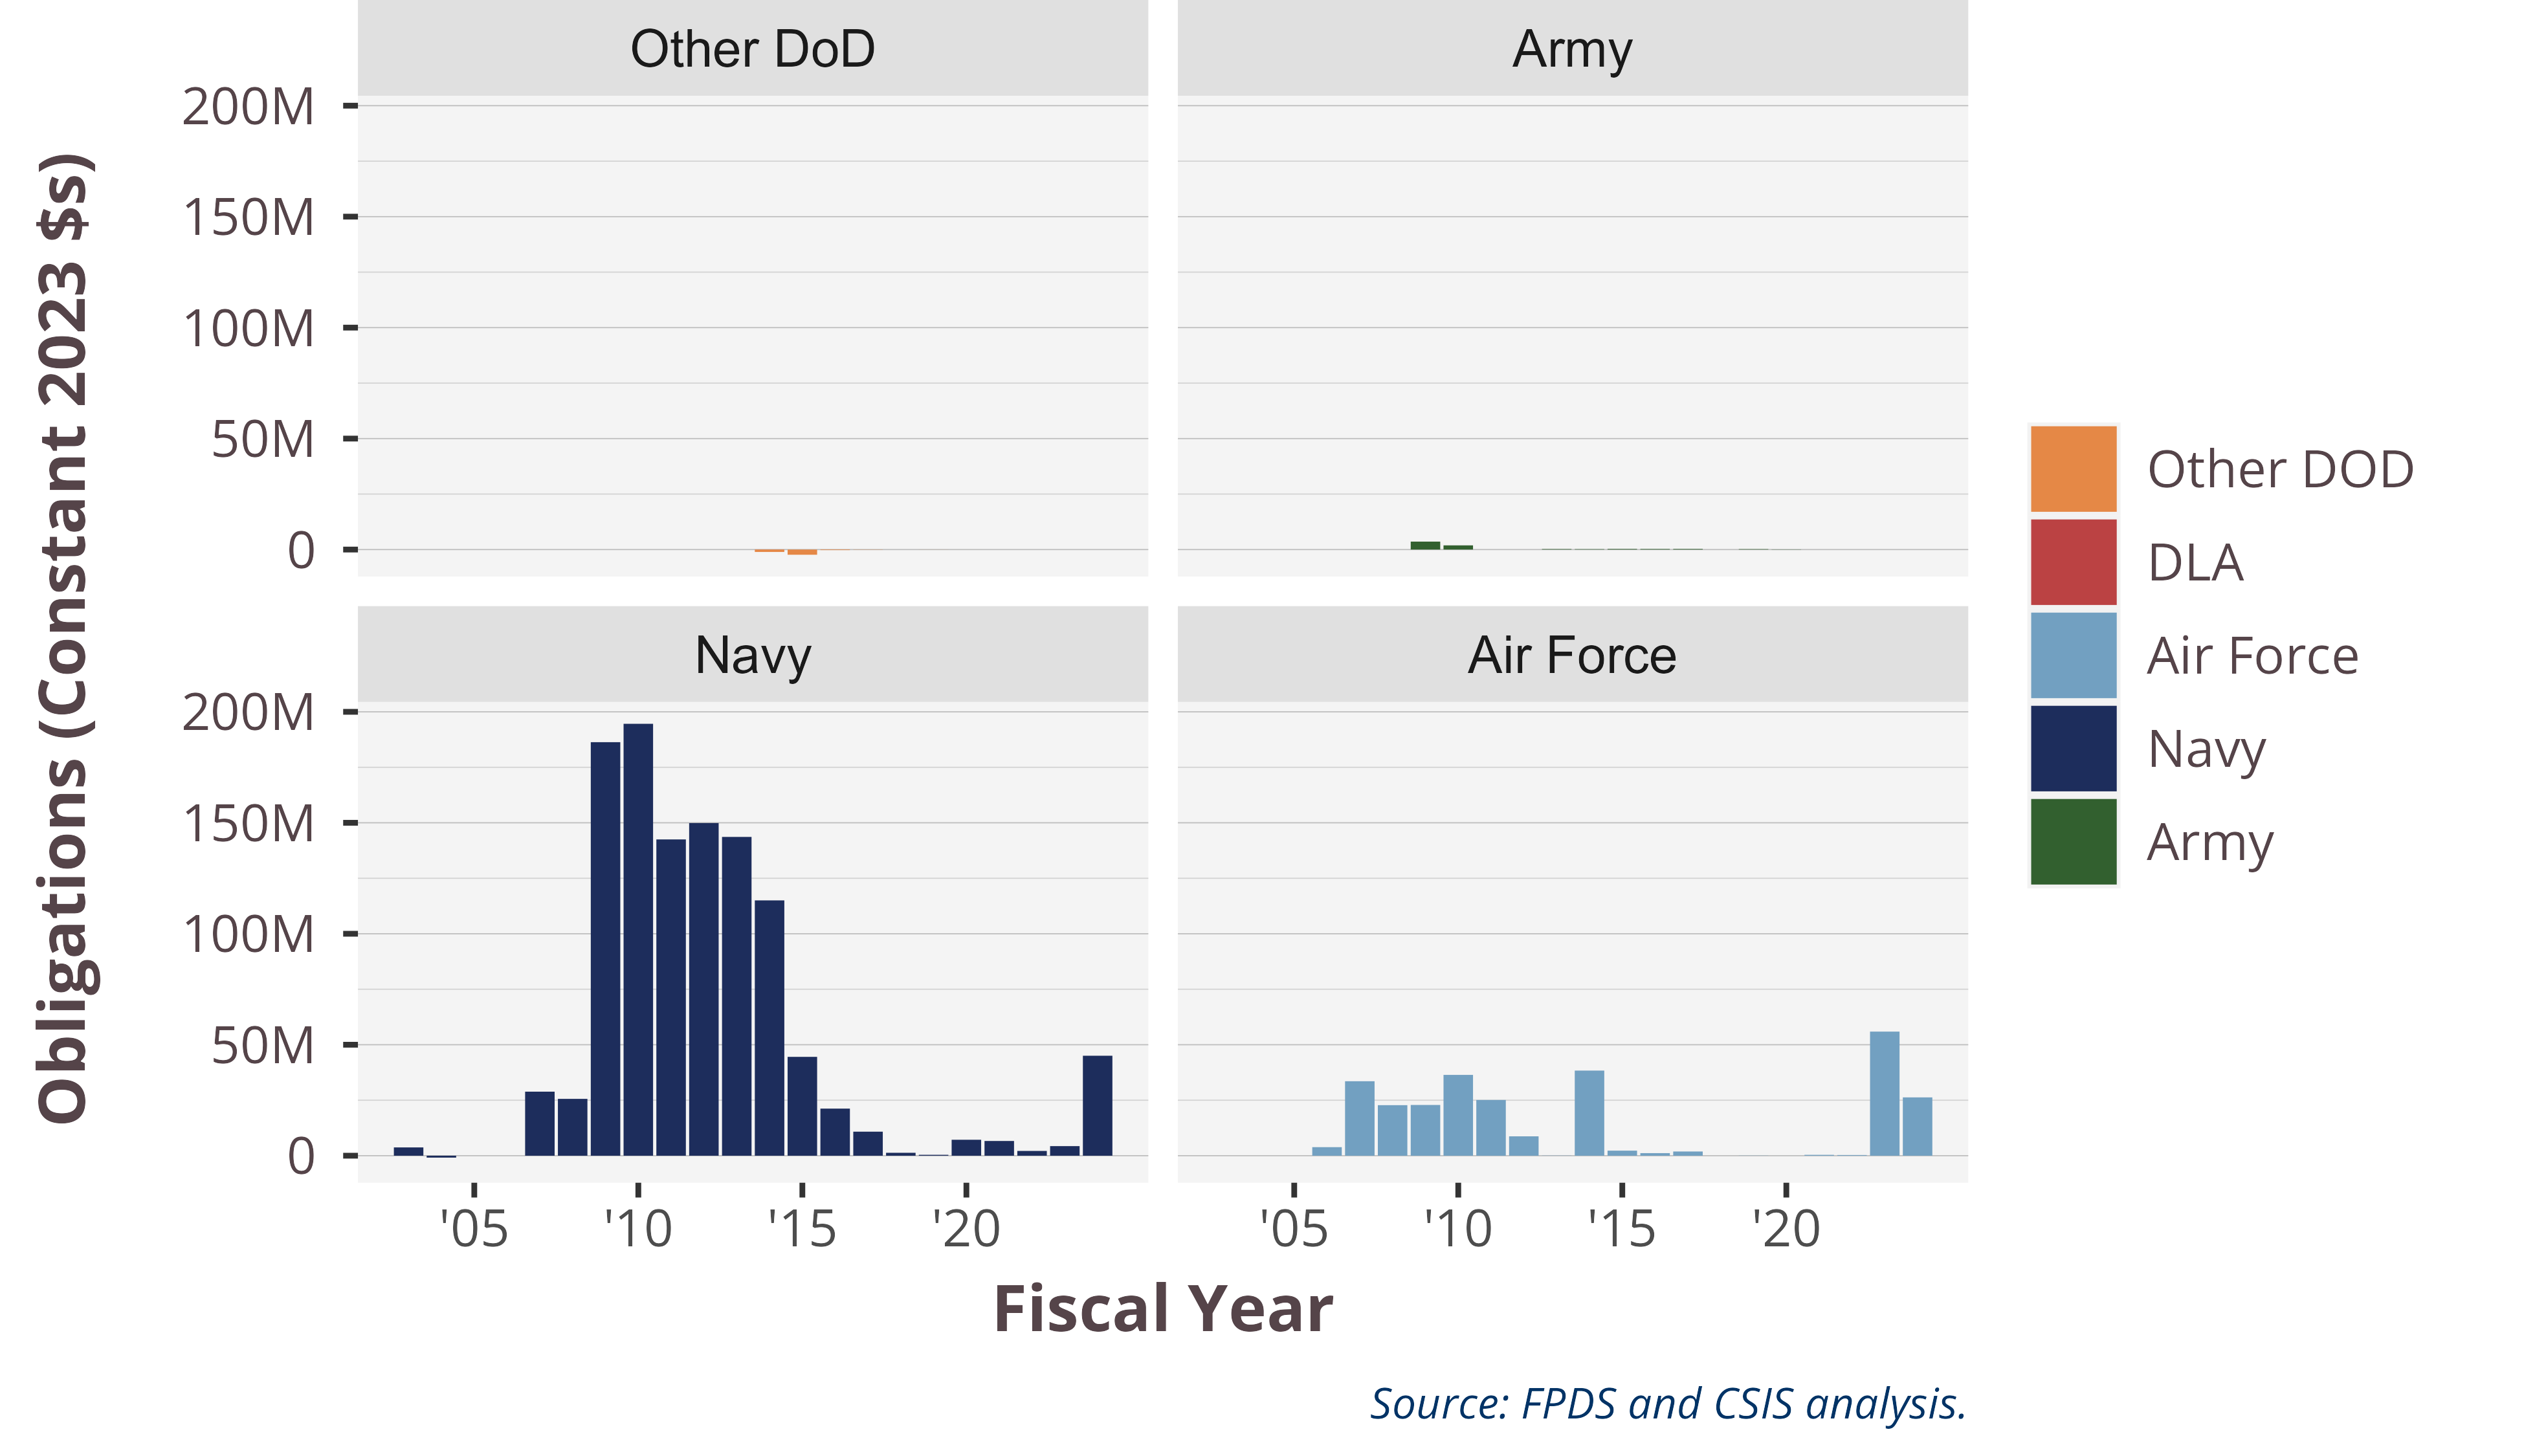 Other DoD
Army
200M
150M
100M
50M
0
Navy
Air Force
200M
150M
100M
50M
0
'05
'10
'15
'20
'05
'10
'15
'20
Fiscal Year
Obligations (Constant 2023 $s)
Other DOD
DLA
Air Force
Navy
Army
Source: FPDS and CSIS analysis.